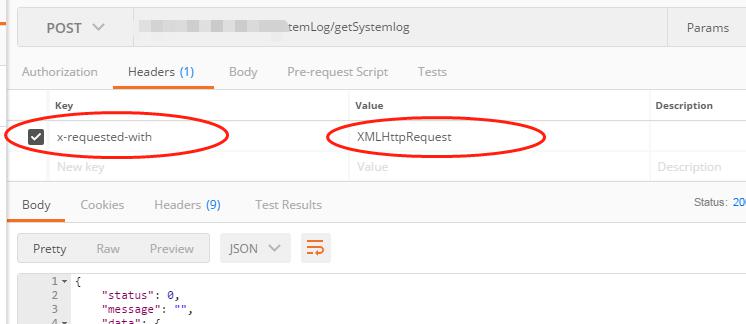 POST temLog/getSystemlog Params
Authorization Headers (1) Body Pre-request Script Tests
Key Value Description
x-requested-with XMLHttpRequest
New key Value Description
Body Cookies Headers (9) Test Results Status: 20
Pretty Raw Preview JSON
1 {
2 "status": 0,
3 "message": "",
4 "data": {